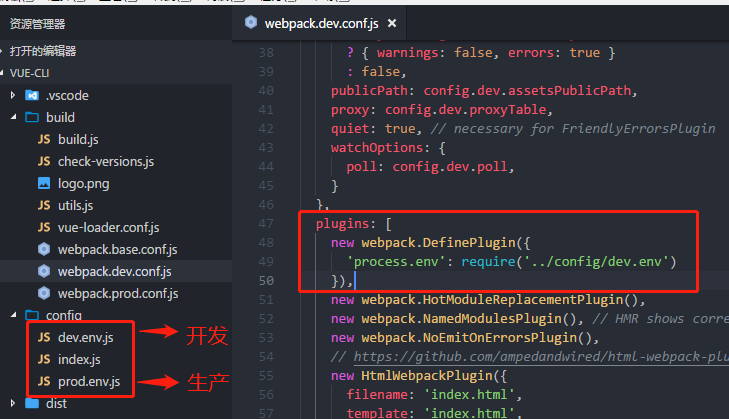 资源管理器
打开的编辑器
VUE-CLI
.vscode
build
JS build.js
JS check-versions.js
logo.png
JS utils.js
JS vue-loader.conf.js
webpack.base.conf.js
webpack.dev.conf.js
webpack.prod.conf.js
config
JS dev.env.js
开发
JS index.js
JS prod.env.js
生产
dist
webpack.dev.conf.js ×
38 ? { warnings: false, errors: true }
39 : false,
40 publicPath: config.dev.assetsPublicPath,
41 proxy: config.dev.proxyTable,
42 quiet: true, // necessary for FriendlyErrorsPlugin
43 watchOptions: {
44 poll: config.dev.poll,
45 }
46 },
47 plugins: [
48 new webpack.DefinePlugin({
49 'process.env': require('../config/dev.env')
50 }),
51 new webpack.HotModuleReplacementPlugin(),
52 new webpack.NamedModulesPlugin(), // HMR shows corre
53 new webpack.NoEmitOnErrorsPlugin(),
54 // https://github.com/ampedandwired/html-webpack-plu
55 new HtmlWebpackPlugin({
56 filename: 'index.html',
57 template: 'index.html',